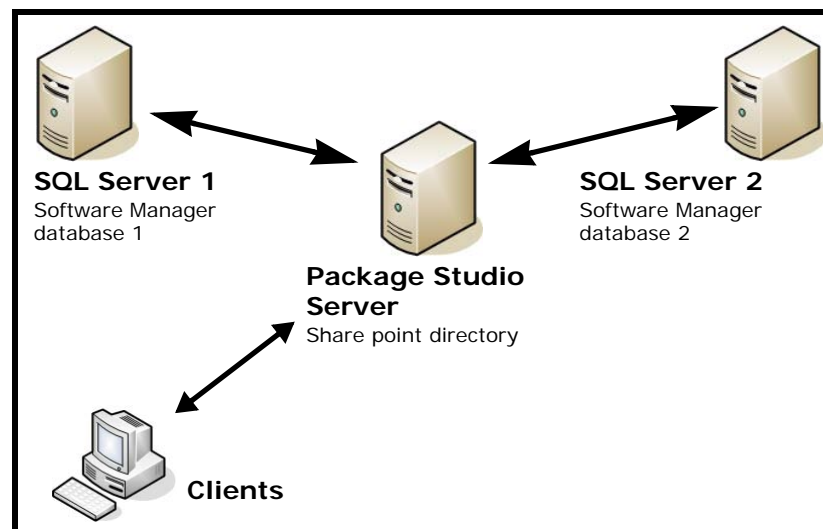 SQL Server 1
Software Manager
database 1
SQL Server 2
Software Manager
database 2
Package Studio
Server
Share point directory
Clients